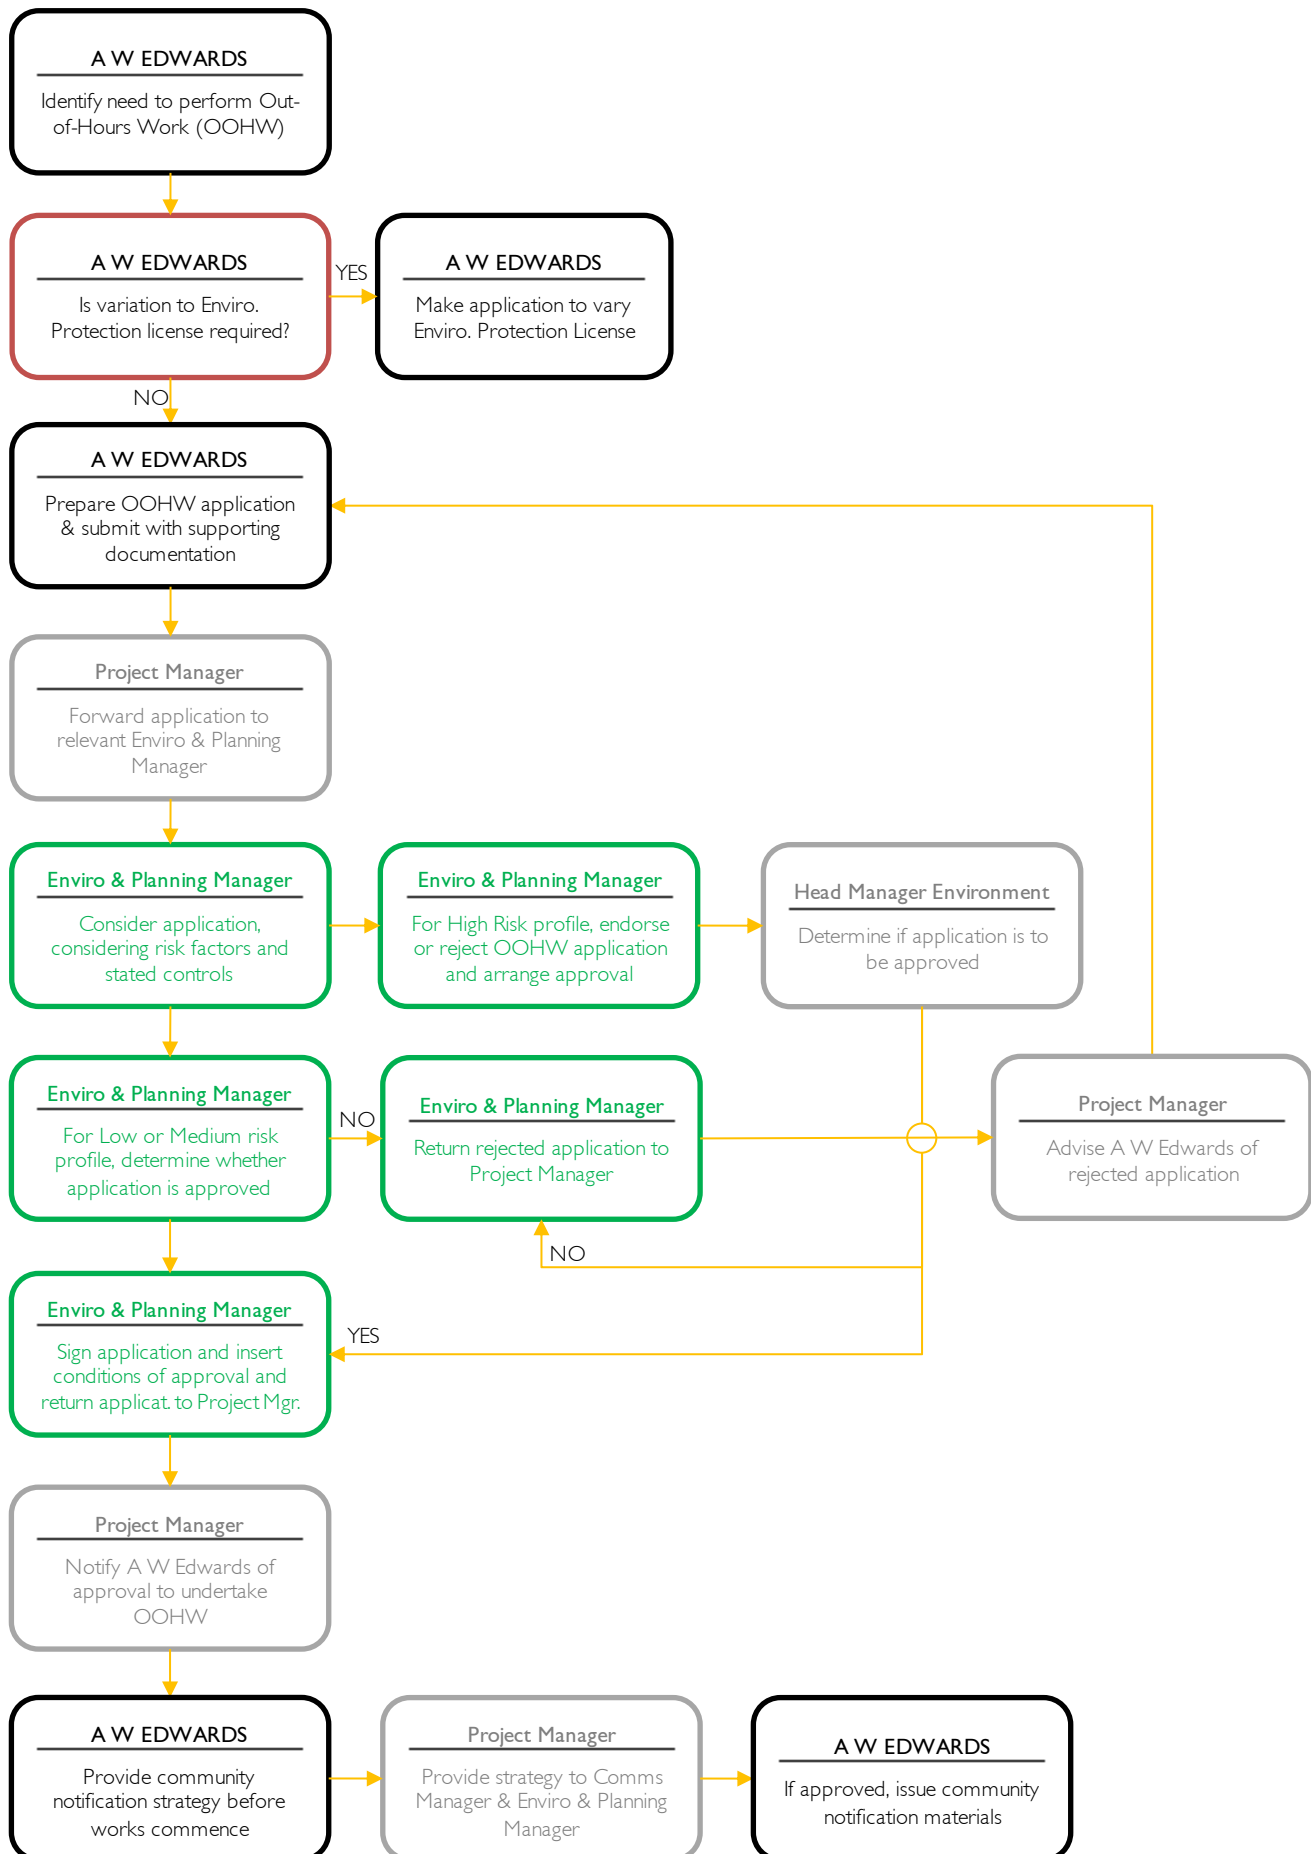 A W EDWARDS
Identify need to perform Out-
of-Hours Work (OOHW)
A W EDWARDS
Is variation to Enviro.
Protection license required?
YES
A W EDWARDS
Make application to vary
Enviro. Protection License
NO
A W EDWARDS
Prepare OOHW application
& submit with supporting
documentation
Project Manager
Forward application to
relevant Enviro & Planning
Manager
Enviro & Planning Manager
Consider application,
considering risk factors and
stated controls
Enviro & Planning Manager
For High Risk profile, endorse
or reject OOHW application
and arrange approval
Head Manager Environment
Determine if application is to
be approved
Enviro & Planning Manager
For Low or Medium risk
profile, determine whether
application is approved
NO
Enviro & Planning Manager
Return rejected application to
Project Manager
Project Manager
Advise A W Edwards of
rejected application
NO
Enviro & Planning Manager
Sign application and insert
conditions of approval and
return applicat. to Project Mgr.
YES
Project Manager
Notify A W Edwards of
approval to undertake
OOHW
A W EDWARDS
Provide community
notification strategy before
works commence
Project Manager
Provide strategy to Comms
Manager & Enviro & Planning
Manager
A W EDWARDS
If approved, issue community
notification materials